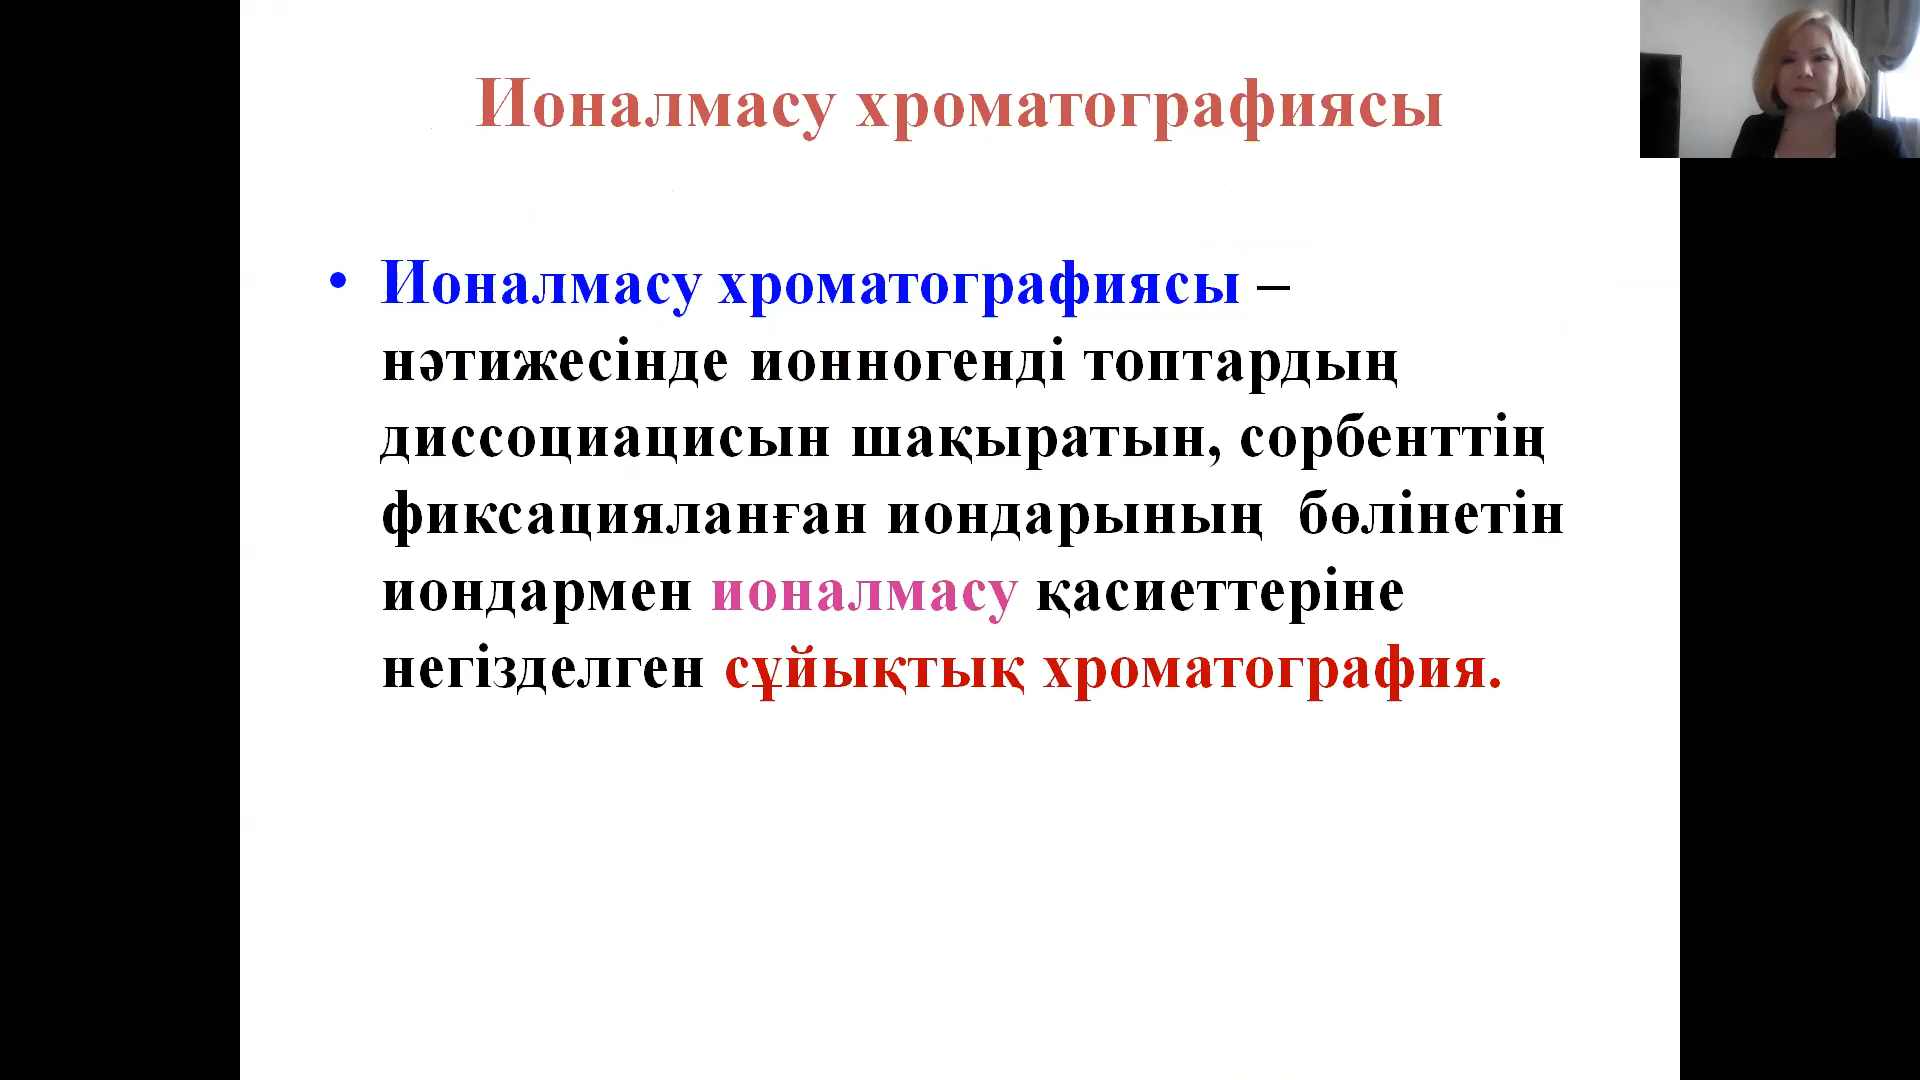 Ионалмасу хроматографиясы
• Ионалмасу хроматографиясы –
нәтижесінде ионногенді топтардың
диссоциацисын шақыратын, сорбенттің
фиксацияланған иондарының бөлінетін
иондармен ионалмасу қасиеттеріне
негізделген сұйықтық хроматография.